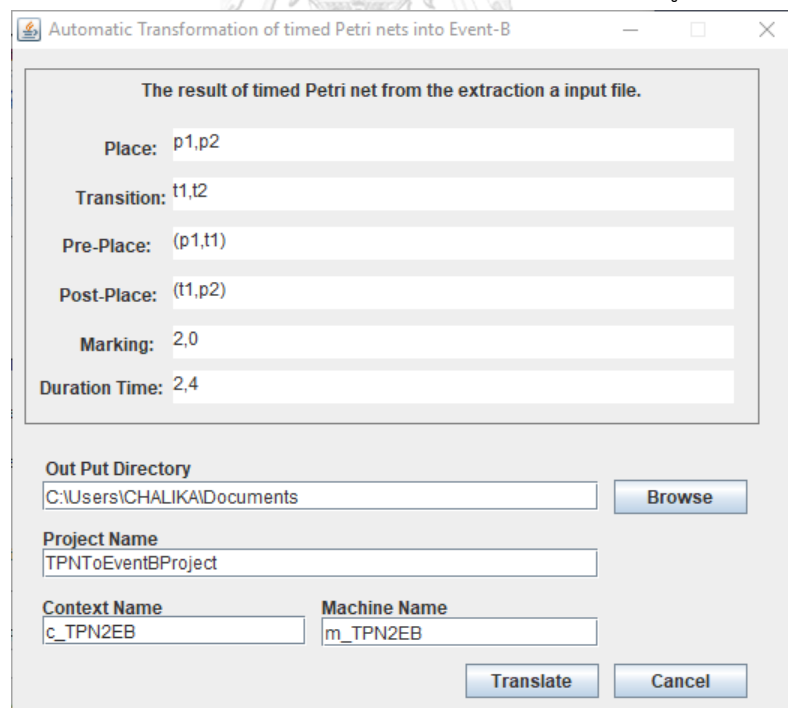 Automatic Transformation of timed Petri nets into Event-B
The result of timed Petri net from the extraction a input file.
Place: p1,p2
Transition: t1,t2
Pre-Place: (p1,t1)
Post-Place: (t1,p2)
Marking: 2,0
Duration Time: 2,4
Out Put Directory
C:\Users\CHALIKA\Documents Browse
Project Name
TPNToEventBProject
Context Name Machine Name
c_TPN2EB m_TPN2EB
Translate Cancel